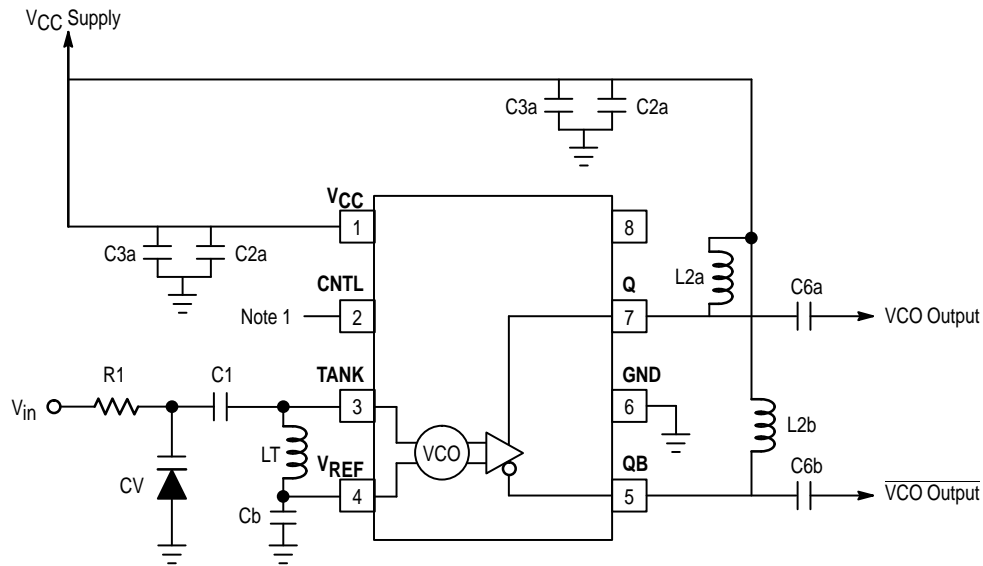 VCC Supply
C3a
C2a
VCC
1
8
C3a
C2a
L2a
CNTL
Q
C6a
Note 1
2
7
VCO Output
R1
C1
TANK
GND
Vin
3
6
L2b
LT
VCO
VREF
QB
C6b
CV
4
5
VCO Output
Cb